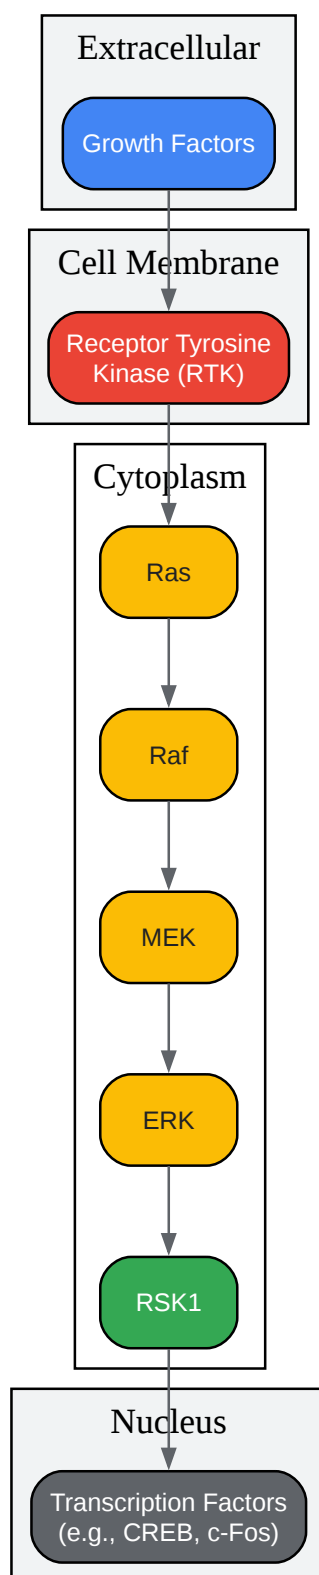 Extracellular
Growth Factors
Cell Membrane
Receptor Tyrosine
Kinase (RTK)
Cytoplasm
Ras
Raf
MEK
ERK
RSK1
Nucleus
Transcription Factors
(e.g., CREB, c-Fos)